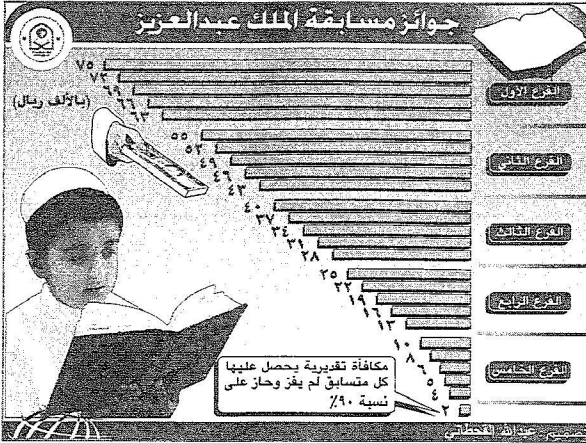 جوائز مسابقة الملك عبدالعزيز
(بالألف ريال)
الفرع الأول
٧٥
٧٢
٦٩
٦٦
٦٣
الفرع الثاني
٥٥
٥٢
٤٩
٤٦
٤٣
الفرع الثالث
٤٠
٣٧
٣٤
٣١
٢٨
الفرع الرابع
٢٥
٢٢
١٩
١٦
١٣
الفرع الخامس
١٠
٨
٦
٥
٤
٢
مكافأة تقديرية يحصل عليها
كل متسابق لم يفز وحاز على
نسبة ٩٠٪
تصميم عبدالله القحطاني